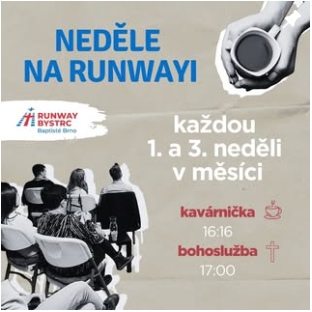 NEDĚLE
NA RUNWAYI
RUNWAY
BYSTRC
Baptisté Brno
každou
1. a 3. neděli
v měsíci
kavárnička
16:16
bohoslužba
17:00